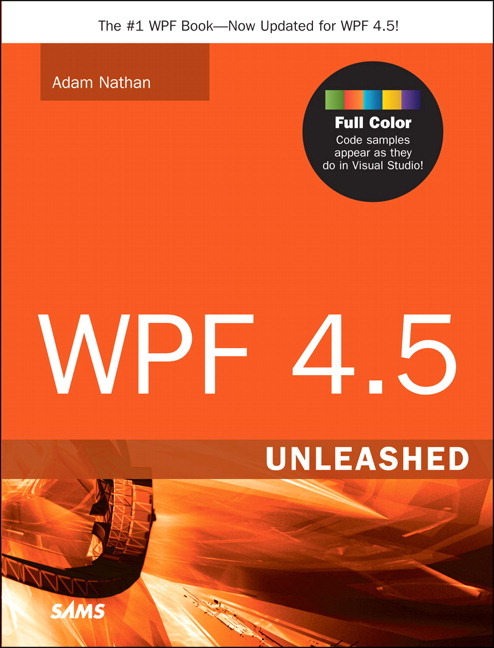 The #1 WPF Book—Now Updated for WPF 4.5!
Adam Nathan
Full Color
Code samples
appear as they
do in Visual Studio!
WPF 4.5
UNLEASHED
SAMS